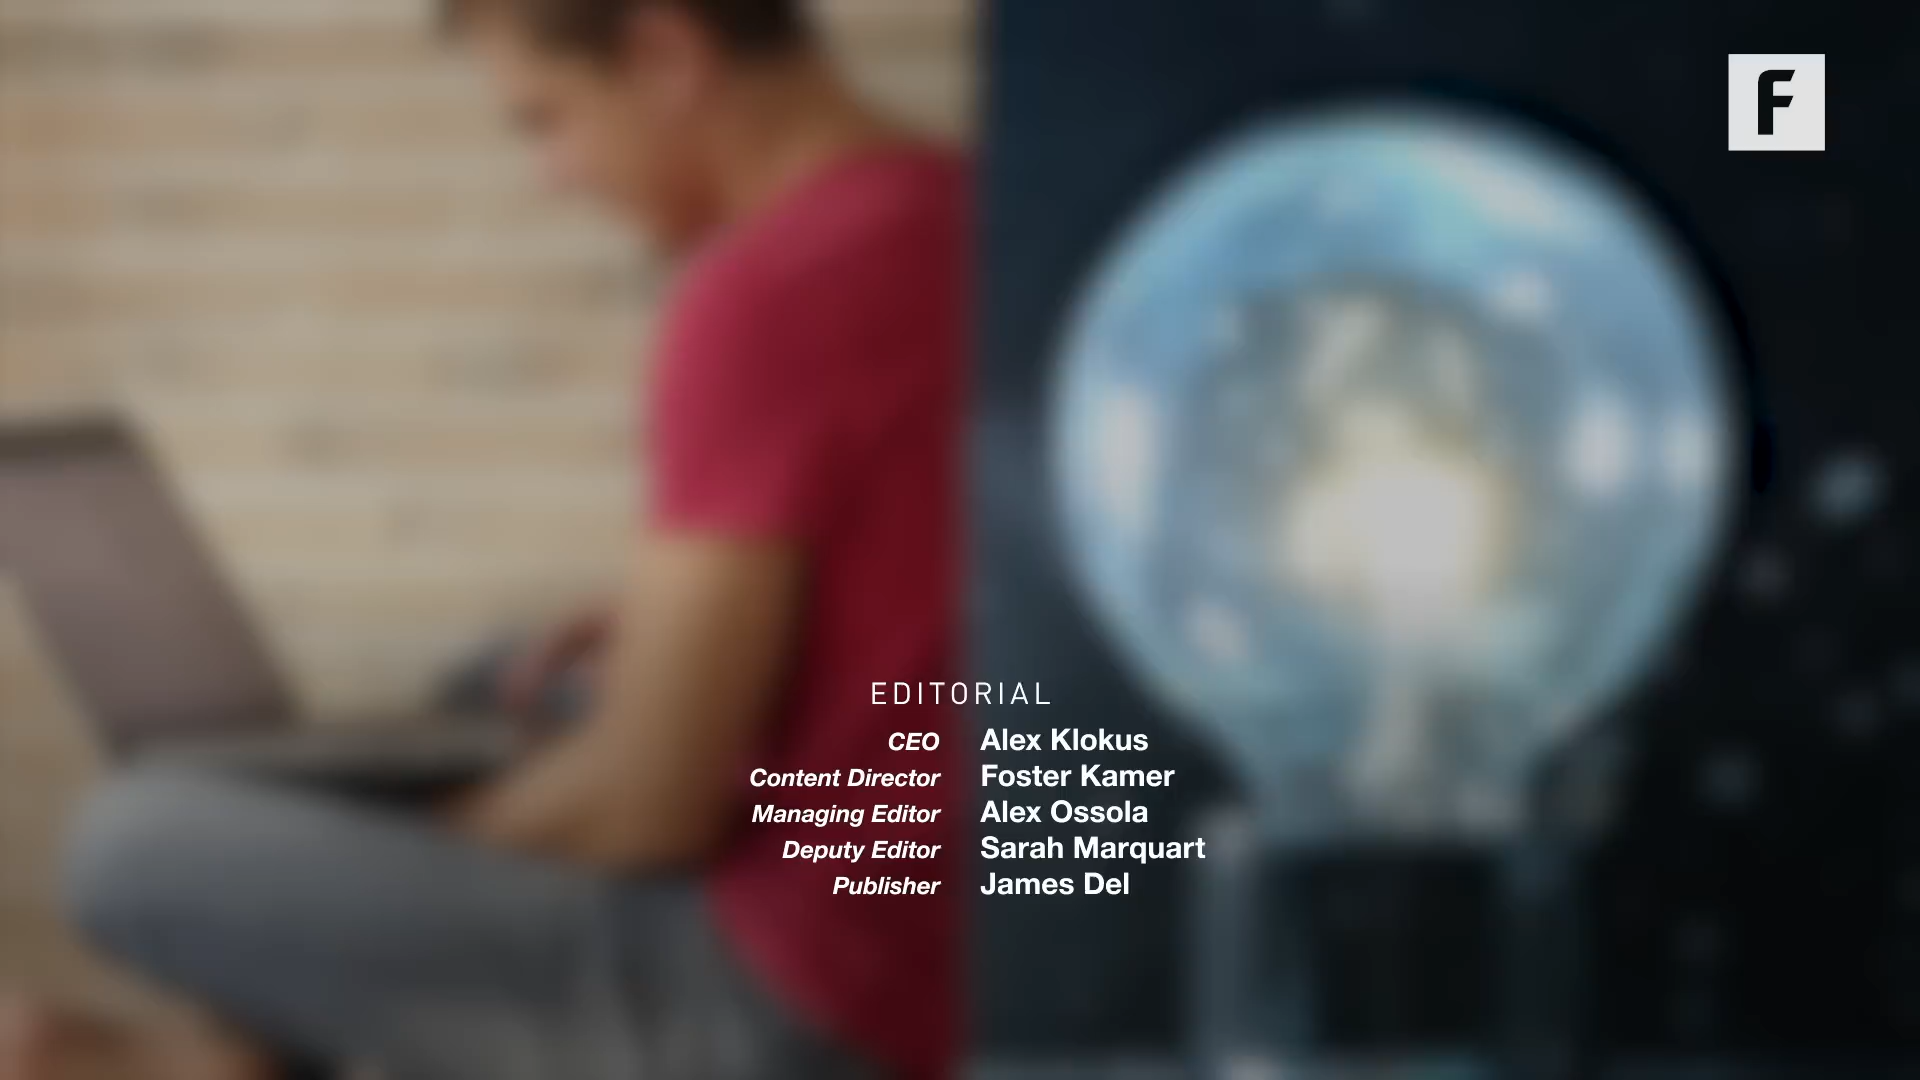 F
EDITORIAL
CEO Alex Klokus
Content Director Foster Kamer
Managing Editor Alex Ossola
Deputy Editor Sarah Marquart
Publisher James Del